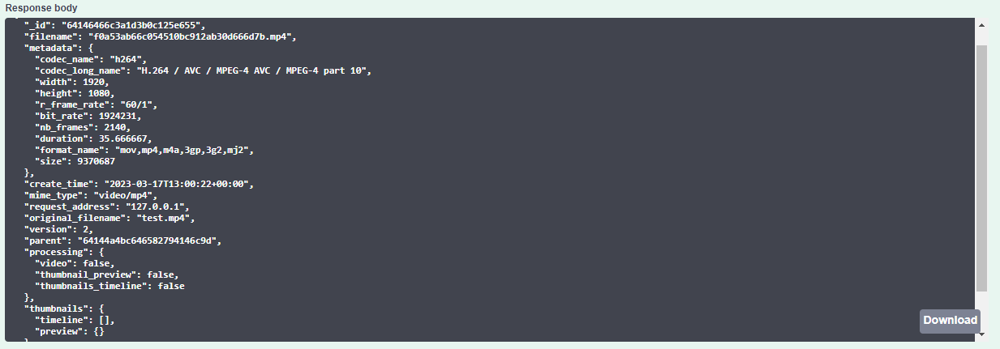 Response body
"_id": "64146466c3a1d3b0c125e655",
"filename": "f0a53ab66c054510bc912ab30d666d7b.mp4",
"metadata": {
"codec_name": "h264",
"codec_long_name": "H.264 / AVC / MPEG-4 AVC / MPEG-4 part 10",
"width": 1920,
"height": 1080,
"r_frame_rate": "60/1",
"bit_rate": 1924231,
"nb_frames": 2140,
"duration": 35.666667,
"format_name": "mov,mp4,m4a,3gp,3g2,mj2",
"size": 9370687
},
"create_time": "2023-03-17T13:00:22+00:00",
"mime_type": "video/mp4",
"request_address": "127.0.0.1",
"original_filename": "test.mp4",
"version": 2,
"parent": "64144a4bc646582794146c9d",
"processing": {
"video": false,
"thumbnail_preview": false,
"thumbnails_timeline": false
},
"thumbnails": {
"timeline": [],
"preview": {}
Download